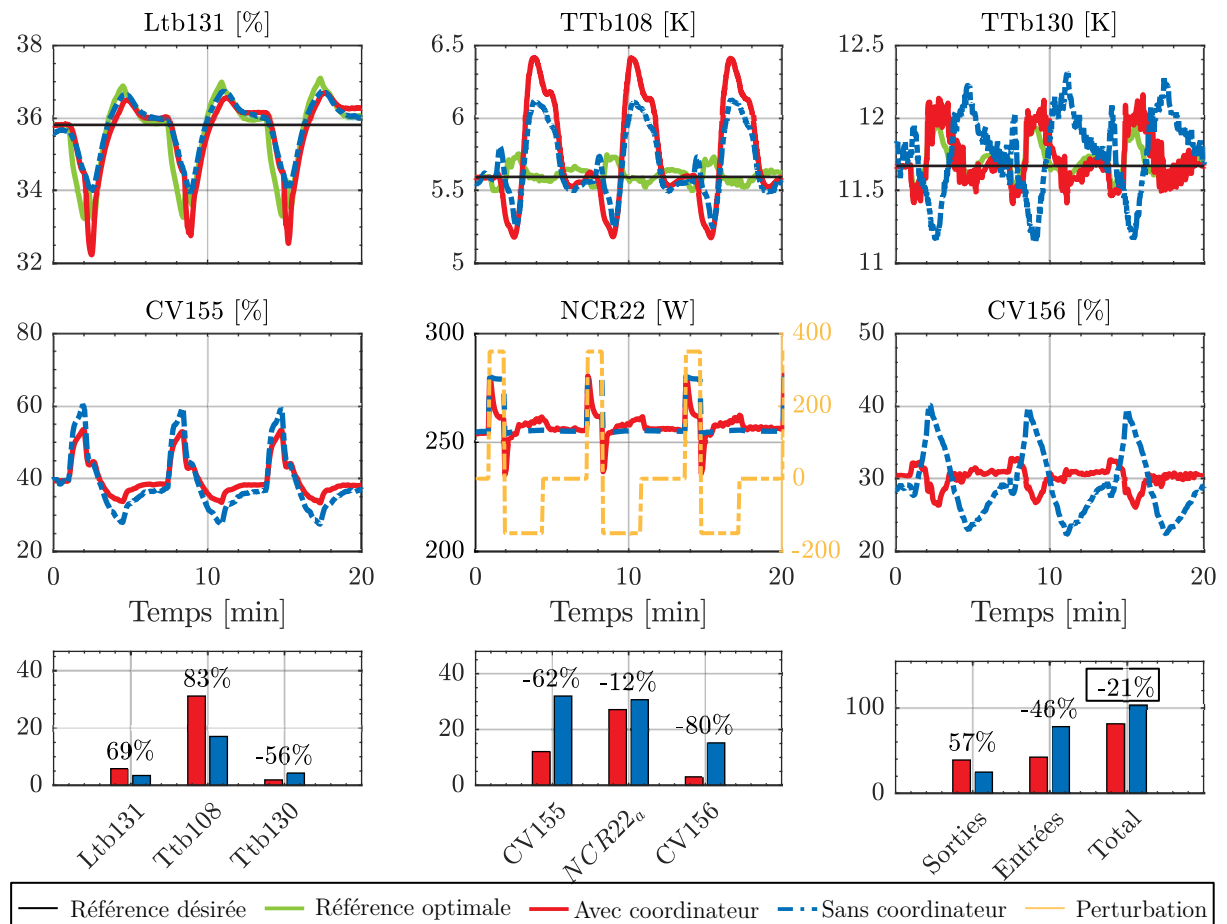 Ltb131 [%]
TTb108 [K]
TTb130 [K]
38
36
34
32
6.5
6
5.5
5
12.5
12
11.5
11
CV155 [%]
NCR22 [W]
CV156 [%]
80
60
40
20
300
250
200
400
200
0
-200
50
40
30
20
0 10 20
0 10 20
0 10 20
Temps [min]
Temps [min]
Temps [min]
40
20
0
69%
83%
-56%
Ltb131
Ttb108
Ttb130
40
20
0
-62%
-12%
-80%
CV155
NCR22a
CV156
100
0
57%
-46%
-21%
Sorties
Entrées
Total
Référence désirée
Référence optimale
Avec coordinateur
Sans coordinateur
Perturbation